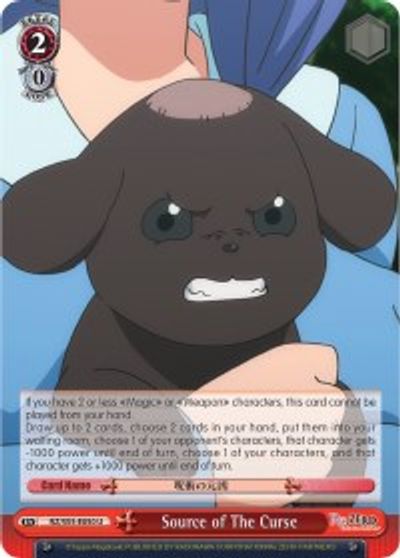 2
0
If you have 2 or less «Magic» or «Weapon» characters, this card cannot be
played from your hand.
Draw up to 2 cards, choose 2 cards in your hand, put them into your
waiting room, choose 1 of your opponent's characters, that character gets
-1000 power until end of turn, choose 1 of your characters, and that
character gets +1000 power until end of turn.
Card Name
呪術の元凶
Source of The Curse
Re:ZERO